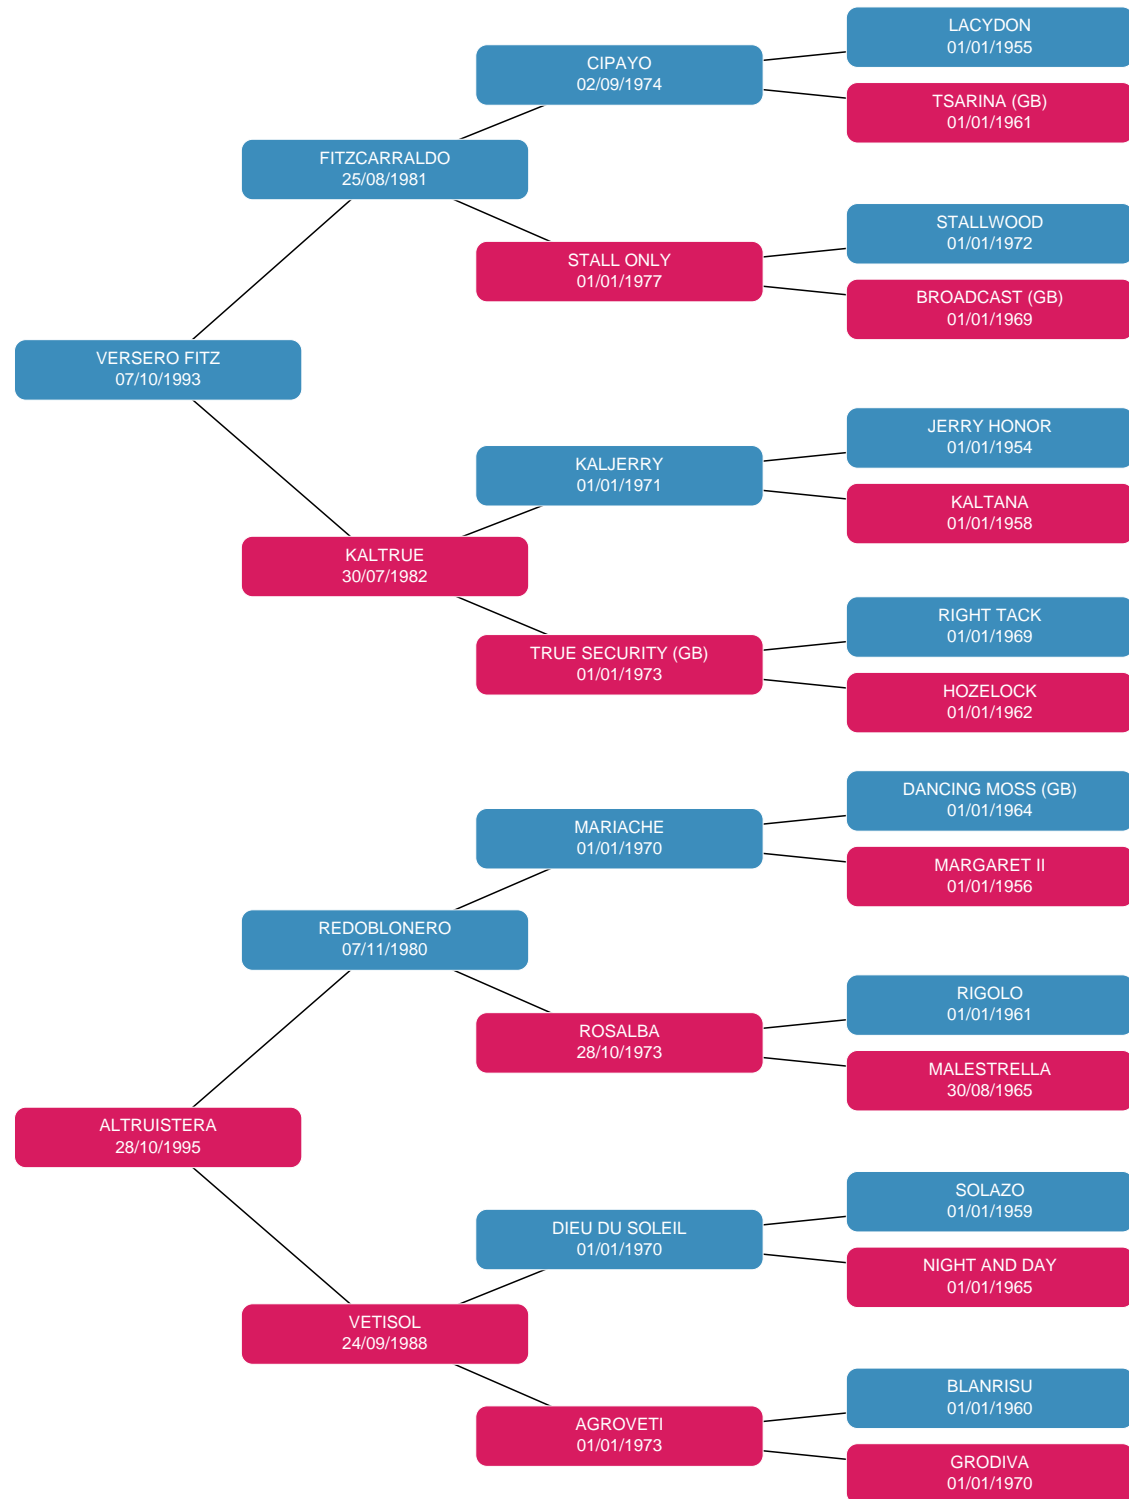 LACYDON
01/01/1955
CIPAYO
02/09/1974
TSARINA (GB)
01/01/1961
FITZCARRALDO
25/08/1981
STALLWOOD
01/01/1972
STALL ONLY
01/01/1977
BROADCAST (GB)
01/01/1969
VERSERO FITZ
07/10/1993
JERRY HONOR
01/01/1954
KALJERRY
01/01/1971
KALTANA
01/01/1958
KALTRUE
30/07/1982
RIGHT TACK
01/01/1969
TRUE SECURITY (GB)
01/01/1973
HOZELOCK
01/01/1962
DANCING MOSS (GB)
01/01/1964
MARIACHE
01/01/1970
MARGARET II
01/01/1956
REDOBLONERO
07/11/1980
RIGOLO
01/01/1961
ROSALBA
28/10/1973
MALESTRELLA
30/08/1965
ALTRUISTERA
28/10/1995
SOLAZO
01/01/1959
DIEU DU SOLEIL
01/01/1970
NIGHT AND DAY
01/01/1965
VETISOL
24/09/1988
BLANRISU
01/01/1960
AGROVETI
01/01/1973
GRODIVA
01/01/1970